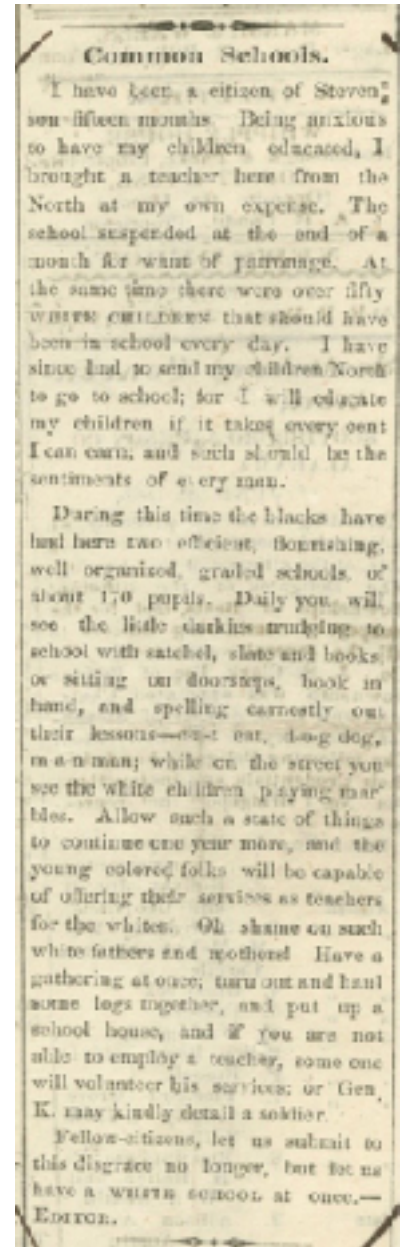 Common Schools.
I have been a citizen of Steven-
son fifteen months. Being anxious
to have my children educated, I
brought a teacher here from the
North at my own expense. The
school suspended at the end of a
month for want of patronage. At
the same time there were over fifty
WHITE CHILDREN that should have
been in school every day. I have
since had to send my children North
to go to school; for I will educate
my children if it takes every cent
I can earn, and such should be the
sentiments of every man.
During this time the blacks have
had here two efficient, flourishing,
well organized, graded schools, of
about 170 pupils. Daily you will
see the little darkies trudging to
school with satchel, slate and books
or sitting on doorsteps, book in
hand, and spelling earnestly out
their lessons—c-a-t cat, d-o-g dog,
m-a-n man; while on the street you
see the white children playing mar
bles. Allow such a state of things
to continue one year more, and the
young colored folks will be capable
of offering their services as teachers
for the whites. Oh shame on such
white fathers and mothers! Have a
gathering at once; turn out and haul
some logs together, and put up a
school house, and if you are not
able to employ a teacher, some one
will volunteer his services; or Gen.
K. may kindly detail a soldier.
Fellow-citizens, let us submit to
this disgrace no longer, but let us
have a WHITE SCHOOL at once.—
EDITOR.